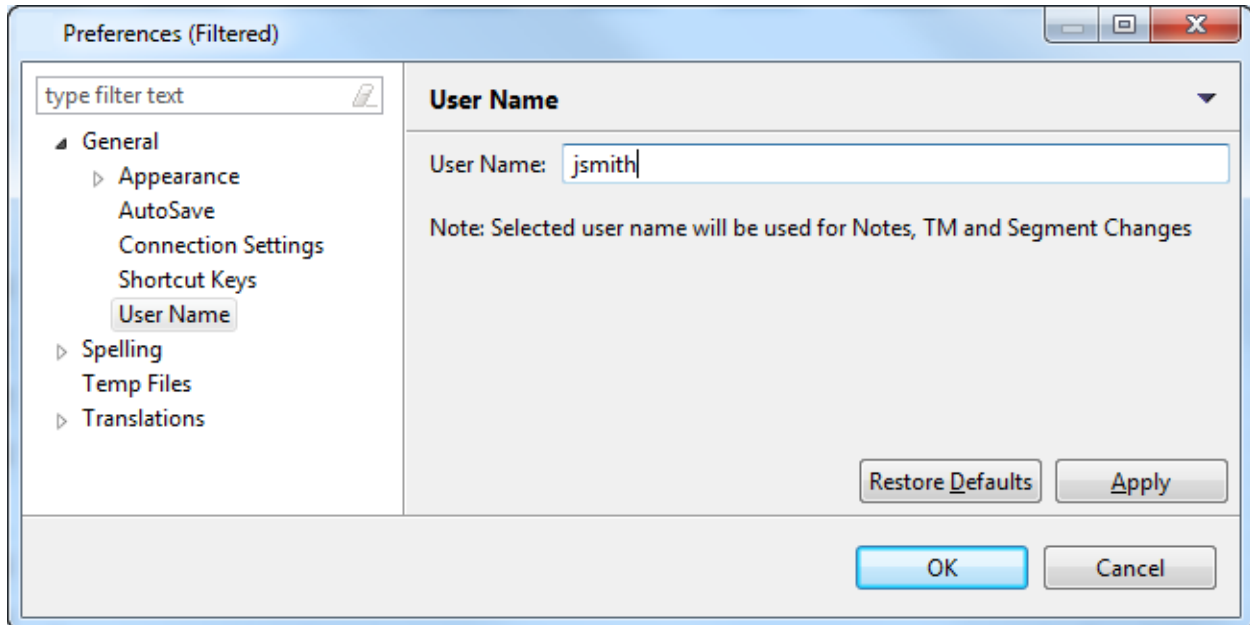 Preferences (Filtered)
type filter text
General
Appearance
AutoSave
Connection Settings
Shortcut Keys
User Name
Spelling
Temp Files
Translations
User Name
User Name: jsmith
Note: Selected user name will be used for Notes, TM and Segment Changes
Restore Defaults Apply
OK Cancel